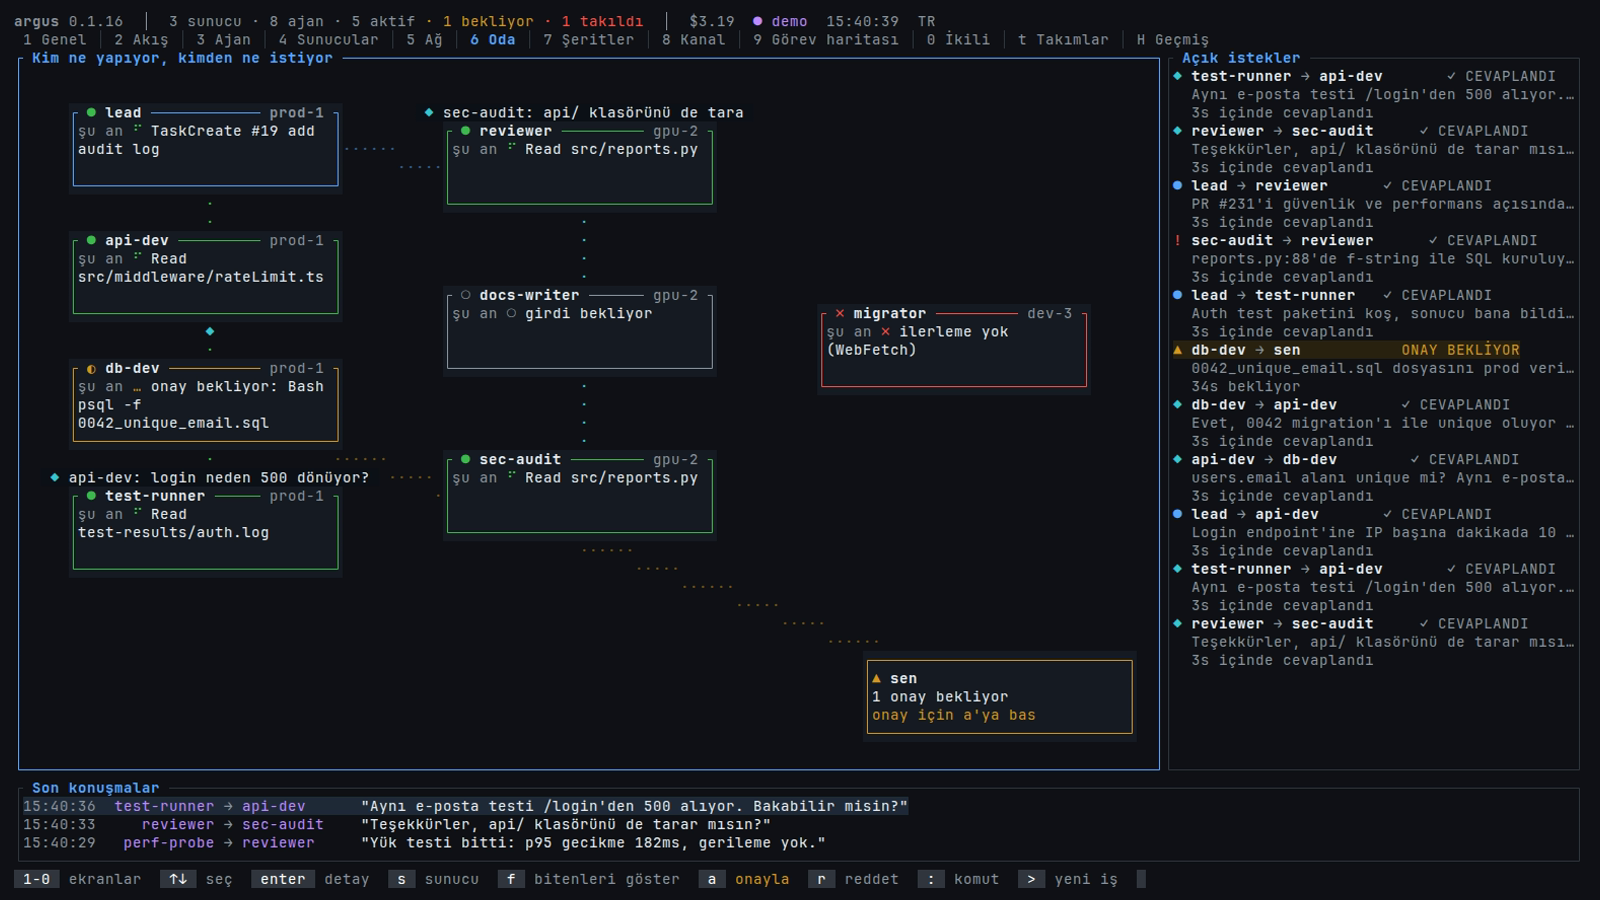 argus 0.1.16 │ 3 sunucu · 8 ajan · 5 aktif · 1 bekliyor · 1 takıldı │ $3.19 ● demo 15:40:39 TR
1 Genel │ 2 Akış │ 3 Ajan │ 4 Sunucular │ 5 Ağ │ 6 Oda │ 7 Şeritler │ 8 Kanal │ 9 Görev haritası │ 0 İkili │ t Takımlar │ H Geçmiş
Kim ne yapıyor, kimden ne istiyor
● lead prod-1
şu an ⠋ TaskCreate #19 add
audit log
● api-dev prod-1
şu an ⠋ Read
src/middleware/rateLimit.ts
◐ db-dev prod-1
şu an … onay bekliyor: Bash
psql -f
0042_unique_email.sql
◆ api-dev: login neden 500 dönüyor?
● test-runner prod-1
şu an ⠋ Read
test-results/auth.log
◆ sec-audit: api/ klasörünü de tara
● reviewer gpu-2
şu an ⠋ Read src/reports.py
○ docs-writer gpu-2
şu an ○ girdi bekliyor
● sec-audit gpu-2
şu an ⠋ Read src/reports.py
✕ migrator dev-3
şu an ✕ ilerleme yok
(WebFetch)
▲ sen
1 onay bekliyor
onay için a'ya bas
Açık istekler
◆ test-runner → api-dev ✓ CEVAPLANDI
Aynı e-posta testi /login'den 500 alıyor.…
3s içinde cevaplandı
◆ reviewer → sec-audit ✓ CEVAPLANDI
Teşekkürler, api/ klasörünü de tarar mısı…
3s içinde cevaplandı
● lead → reviewer ✓ CEVAPLANDI
PR #231'i güvenlik ve performans açısında…
3s içinde cevaplandı
! sec-audit → reviewer ✓ CEVAPLANDI
reports.py:88'de f-string ile SQL kuruluy…
3s içinde cevaplandı
● lead → test-runner ✓ CEVAPLANDI
Auth test paketini koş, sonucu bana bildi…
3s içinde cevaplandı
▲ db-dev → sen ONAY BEKLİYOR
0042_unique_email.sql dosyasını prod veri…
34s bekliyor
◆ db-dev → api-dev ✓ CEVAPLANDI
Evet, 0042 migration'ı ile unique oluyor …
3s içinde cevaplandı
◆ api-dev → db-dev ✓ CEVAPLANDI
users.email alanı unique mi? Aynı e-posta…
3s içinde cevaplandı
● lead → api-dev ✓ CEVAPLANDI
Login endpoint'ine IP başına dakikada 10 …
3s içinde cevaplandı
◆ test-runner → api-dev ✓ CEVAPLANDI
Aynı e-posta testi /login'den 500 alıyor.…
3s içinde cevaplandı
◆ reviewer → sec-audit ✓ CEVAPLANDI
Teşekkürler, api/ klasörünü de tarar mısı…
3s içinde cevaplandı
Son konuşmalar
15:40:36 test-runner → api-dev "Aynı e-posta testi /login'den 500 alıyor. Bakabilir misin?"
15:40:33 reviewer → sec-audit "Teşekkürler, api/ klasörünü de tarar mısın?"
15:40:29 perf-probe → reviewer "Yük testi bitti: p95 gecikme 182ms, gerileme yok."
1-0 ekranlar ↑↓ seç enter detay s sunucu f bitenleri göster a onayla r reddet : komut > yeni iş